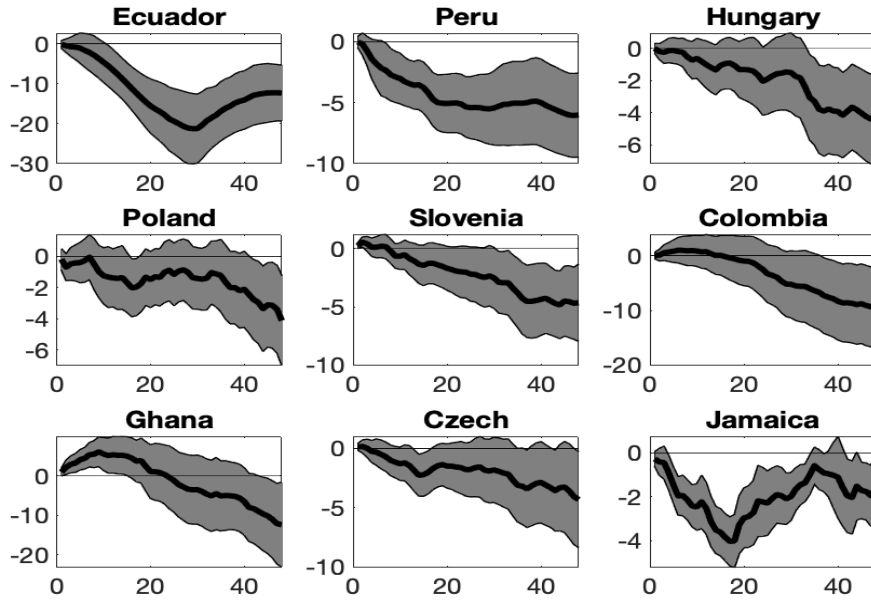 Ecuador Peru Hungary
0 0 0
-10 -5 -2
-20 -10 -4
-30 -6
0 20 40 0 20 40 0 20 40
Poland Slovenia Colombia
0 0 0
-2 -5 -10
-4 -10 -20
-6
0 20 40 0 20 40 0 20 40
Ghana Czech Jamaica
0 0 0
-10 -5 -2
-20 -10 -4
0 20 40 0 20 40 0 20 40